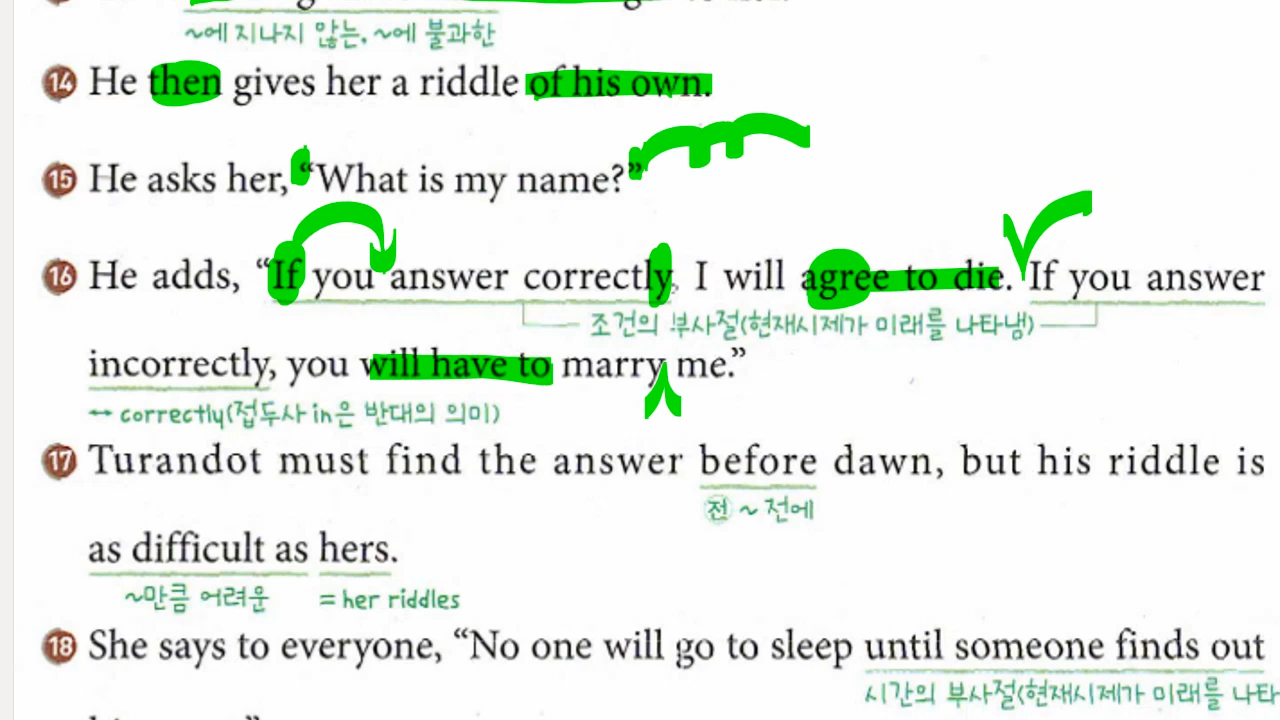 ~에 지나지 않는, ~에 불과한
14 He then gives her a riddle of his own.
15 He asks her, “What is my name?”
16 He adds, “If you answer correctly, I will agree to die. If you answer
조건의 부사절(현재시제가 미래를 나타냄)
incorrectly, you will have to marry me.”
↔ correctly(접두사 in은 반대의 의미)
17 Turandot must find the answer before dawn, but his riddle is
전 ~ 전에
as difficult as hers.
~만큼 어려운 = her riddles
18 She says to everyone, “No one will go to sleep until someone finds out
시간의 부사절(현재시제가 미래를 나타